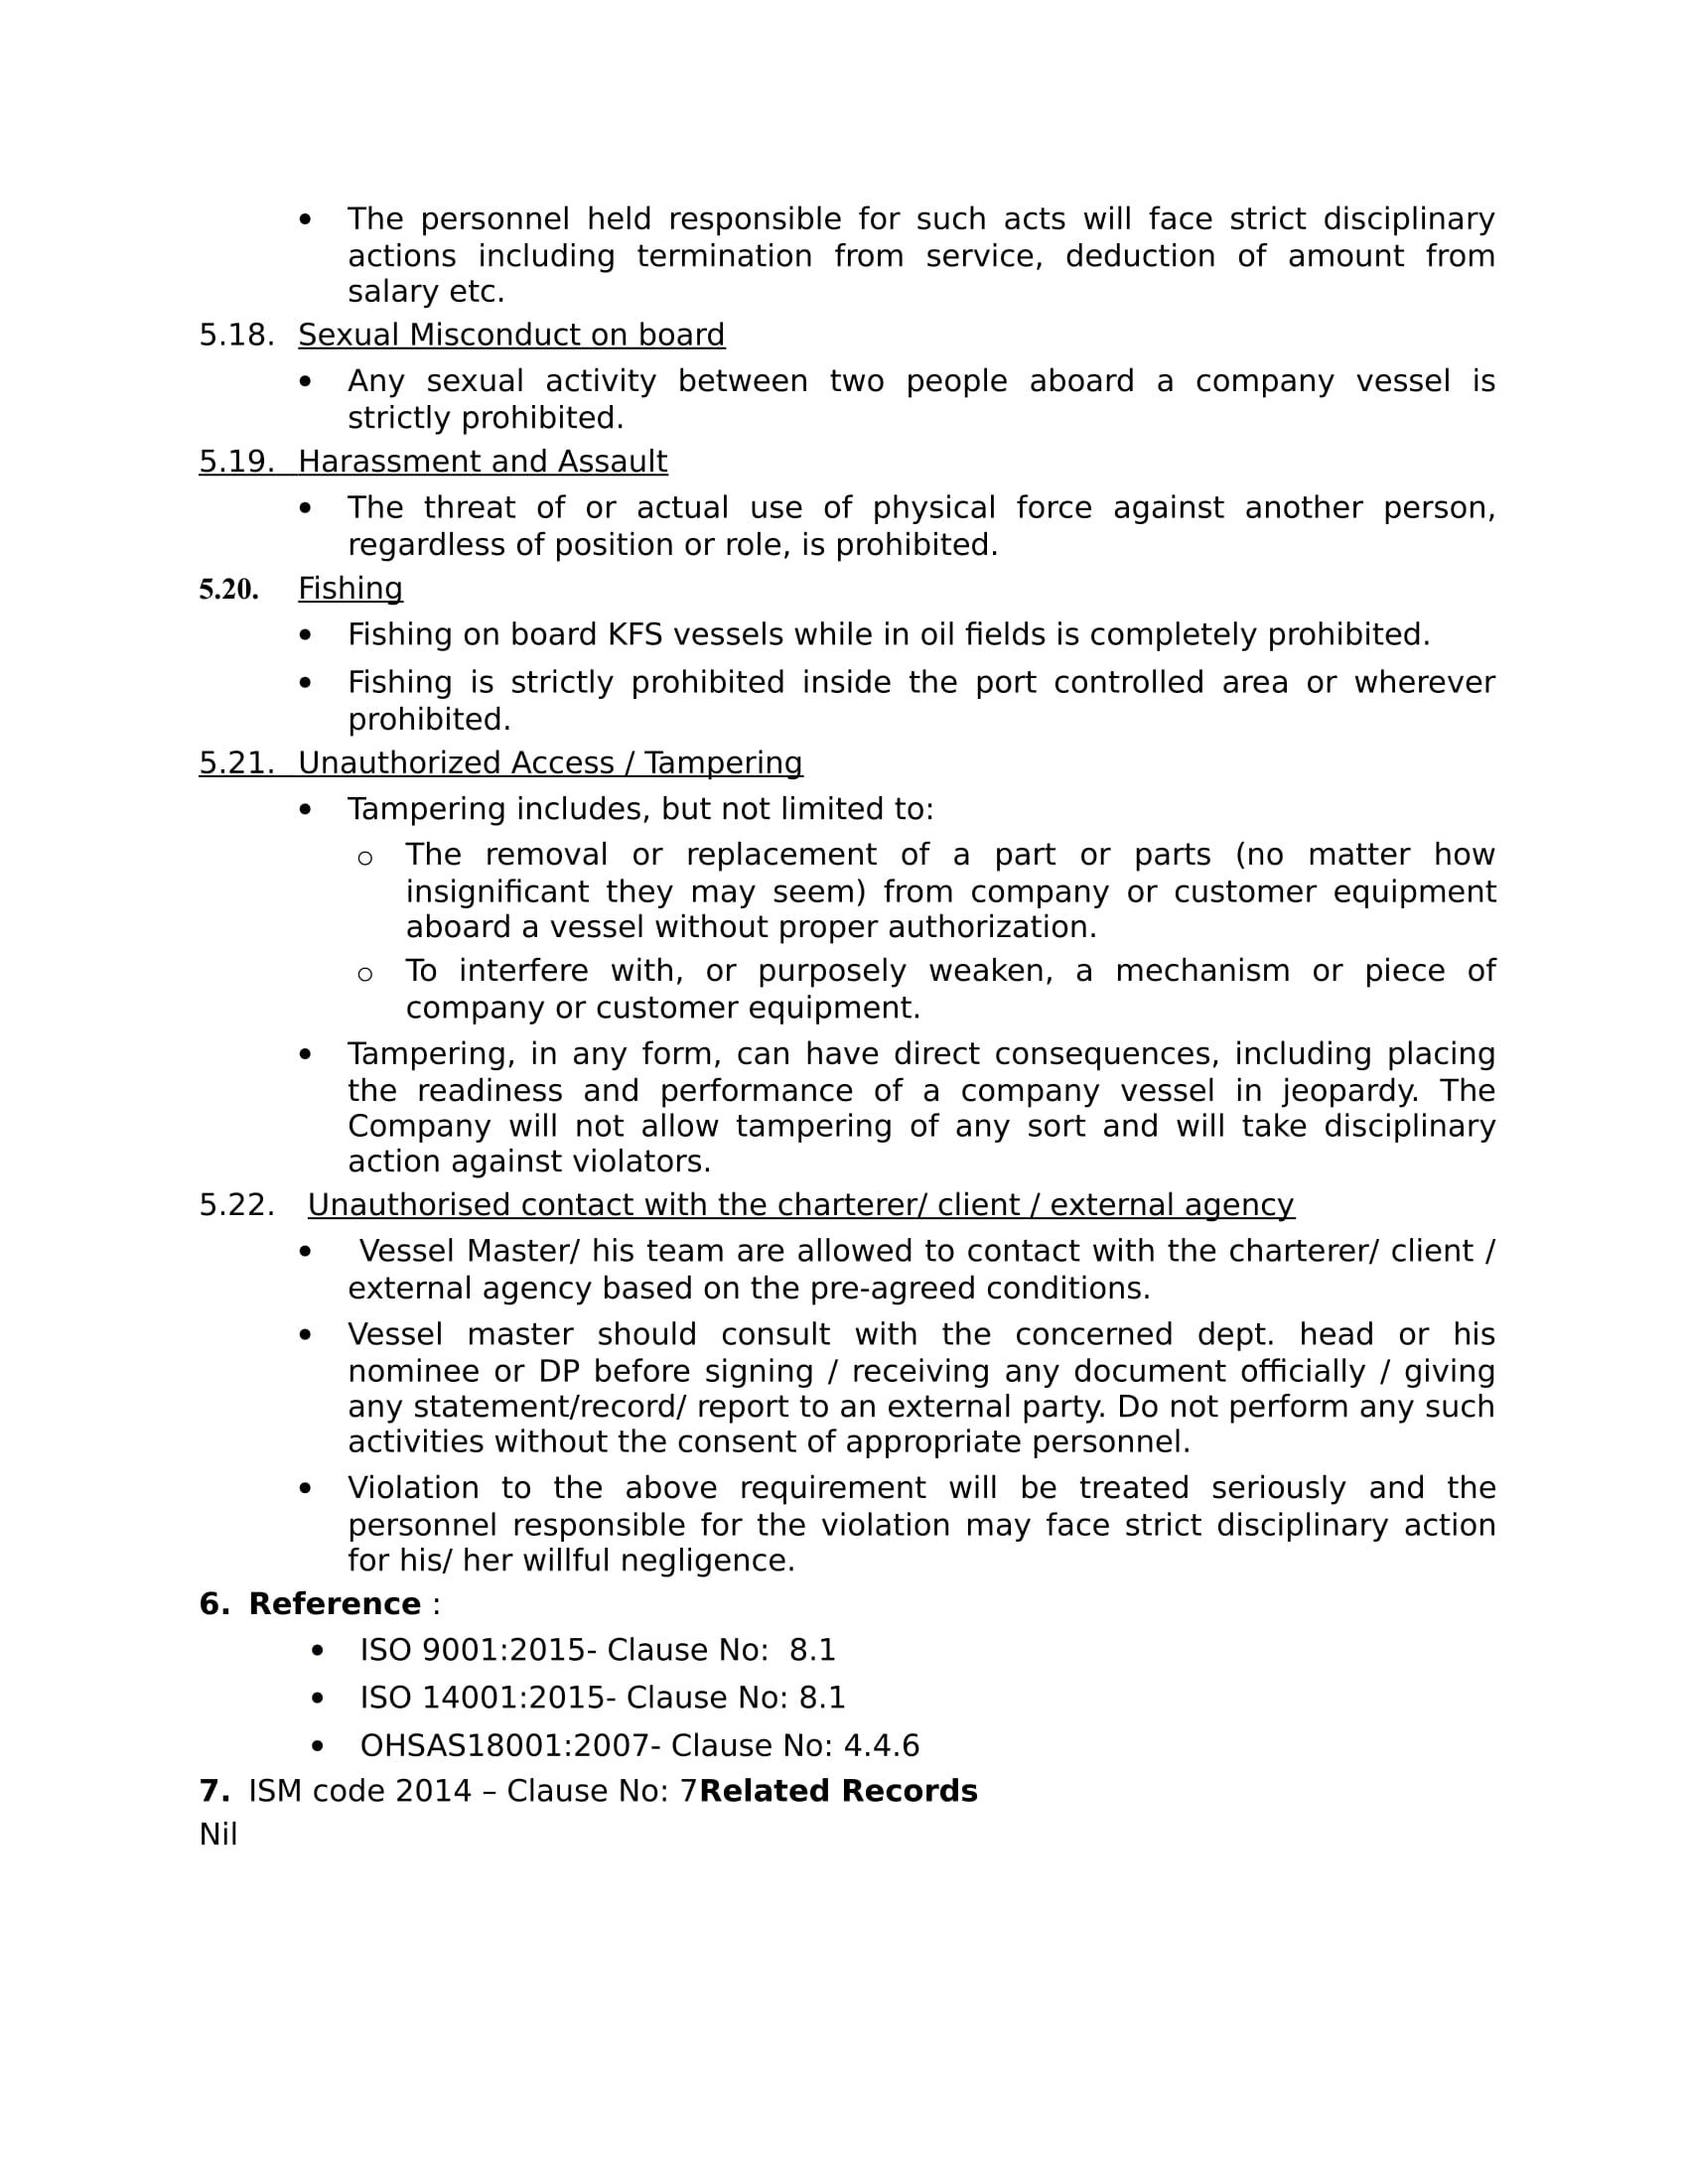 • The personnel held responsible for such acts will face strict disciplinary
actions including termination from service, deduction of amount from
salary etc.
5.18. Sexual Misconduct on board
• Any sexual activity between two people aboard a company vessel is
strictly prohibited.
5.19. Harassment and Assault
• The threat of or actual use of physical force against another person,
regardless of position or role, is prohibited.
5.20. Fishing
• Fishing on board KFS vessels while in oil fields is completely prohibited.
• Fishing is strictly prohibited inside the port controlled area or wherever
prohibited.
5.21. Unauthorized Access / Tampering
• Tampering includes, but not limited to:
○ The removal or replacement of a part or parts (no matter how
insignificant they may seem) from company or customer equipment
aboard a vessel without proper authorization.
○ To interfere with, or purposely weaken, a mechanism or piece of
company or customer equipment.
• Tampering, in any form, can have direct consequences, including placing
the readiness and performance of a company vessel in jeopardy. The
Company will not allow tampering of any sort and will take disciplinary
action against violators.
5.22. Unauthorised contact with the charterer/ client / external agency
• Vessel Master/ his team are allowed to contact with the charterer/ client /
external agency based on the pre-agreed conditions.
• Vessel master should consult with the concerned dept. head or his
nominee or DP before signing / receiving any document officially / giving
any statement/record/ report to an external party. Do not perform any such
activities without the consent of appropriate personnel.
• Violation to the above requirement will be treated seriously and the
personnel responsible for the violation may face strict disciplinary action
for his/ her willful negligence.
6. Reference :
• ISO 9001:2015- Clause No: 8.1
• ISO 14001:2015- Clause No: 8.1
• OHSAS18001:2007- Clause No: 4.4.6
7. ISM code 2014 – Clause No: 7Related Records
Nil